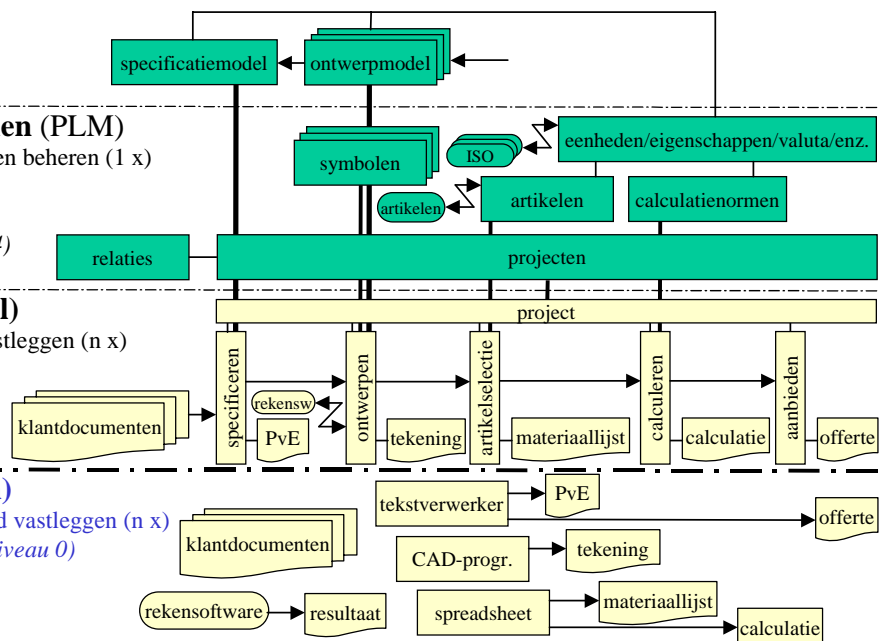 specificatiemodel
ontwerpmodel
en (PLM)
en beheren (1 x)
symbolen
ISO
eenheden/eigenschappen/valuta/enz.
artikelen
artikelen
calculatienormen
relaties
projecten
l)
stleggen (n x)
project
specificeren
ontwerpen
artikelselectie
calculeren
aanbieden
klantdocumenten
rekensw
PvE
tekening
materiaallijst
calculatie
offerte
)
d vastleggen (n x)
iveau 0)
klantdocumenten
tekstverwerker
PvE
offerte
CAD-progr.
tekening
rekensoftware
resultaat
spreadsheet
materiaallijst
calculatie